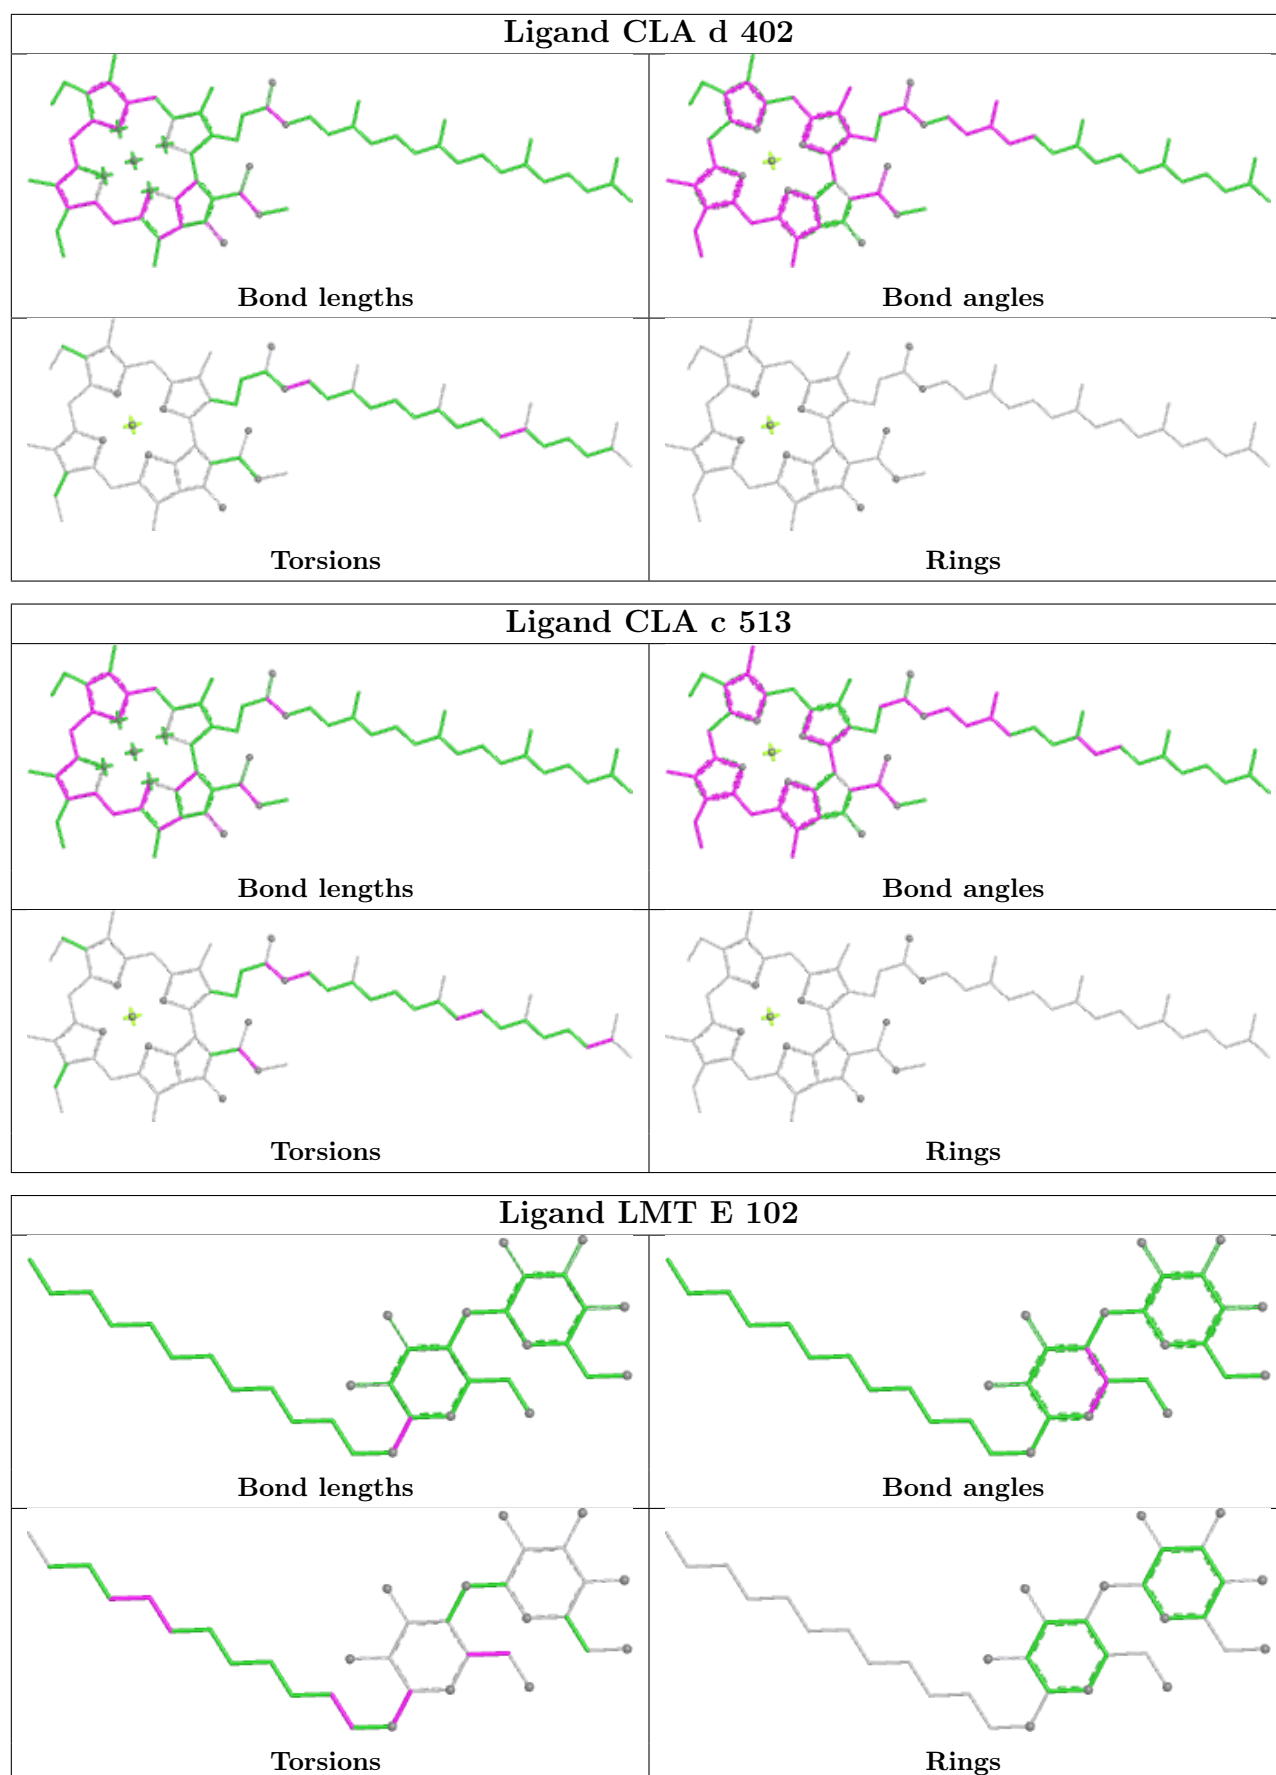 Ligand CLA d 402
Bond lengths
Bond angles
Torsions
Rings
Ligand CLA c 513
Bond lengths
Bond angles
Torsions
Rings
Ligand LMT E 102
Bond lengths
Bond angles
Torsions
Rings